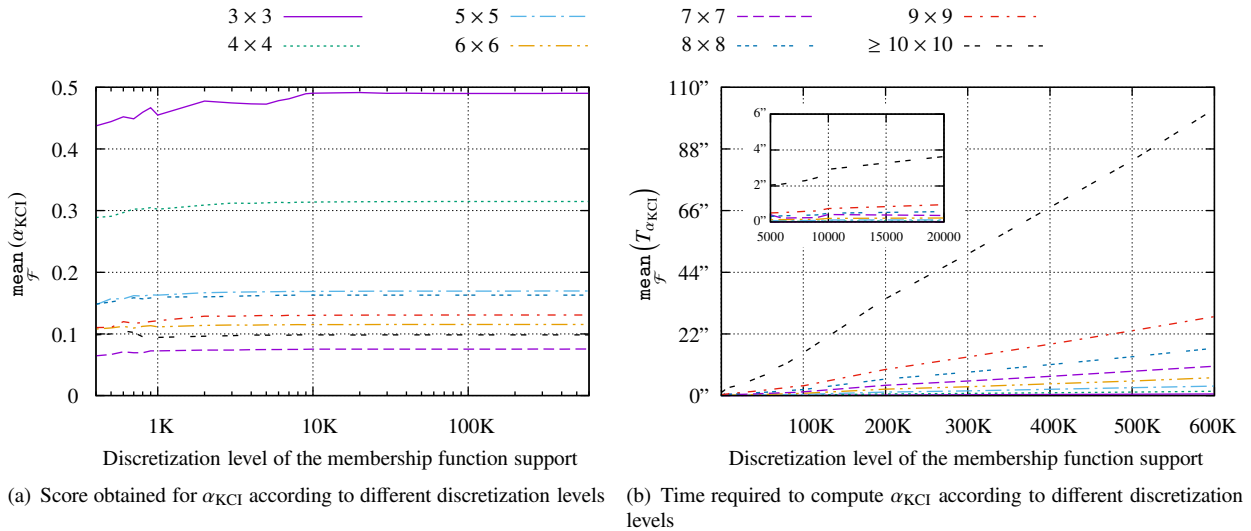 3 × 3 5 × 5 7 × 7 9 × 9
4 × 4 6 × 6 8 × 8 ≥ 10 × 10
0.5
0.4
0.3
0.2
0.1
0
mean (α_KCI)
ℱ
1K 10K 100K
Discretization level of the membership function support
(a) Score obtained for α_KCI according to different discretization levels
110”
88”
66”
44”
22”
0”
mean (T_α_KCI)
ℱ
6”
4”
2”
0”
5000 10000 15000 20000
100K 200K 300K 400K 500K 600K
Discretization level of the membership function support
(b) Time required to compute α_KCI according to different discretization
levels